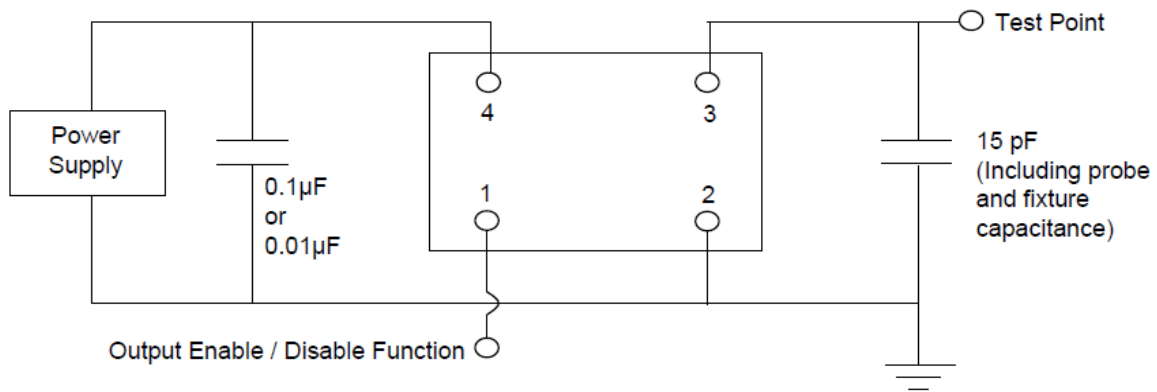 Test Point
4
3
Power
Supply
15 pF
(Including probe
and fixture
capacitance)
0.1µF
or
0.01µF
1
2
Output Enable / Disable Function